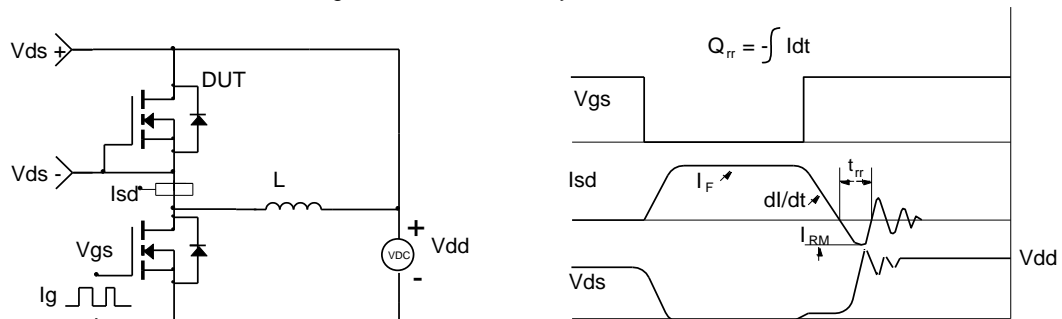 Vds +
DUT
Vds -
Isd
L
Vgs
Ig
+
VDC
-
Vdd
Qrr = -∫ Idt
Vgs
Isd
IF
dI/dt
trr
IRM
Vdd
Vds